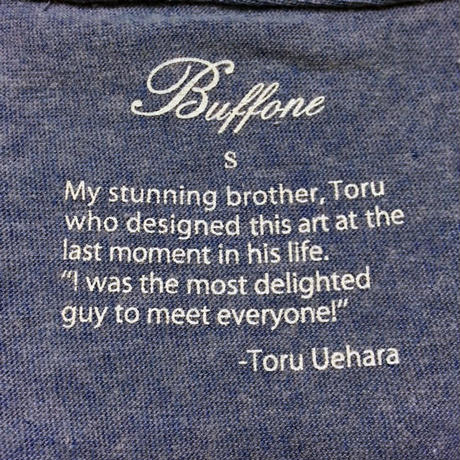 Buffone
S
My stunning brother, Toru
who designed this art at the
last moment in his life.
“I was the most delighted
guy to meet everyone!”
-Toru Uehara